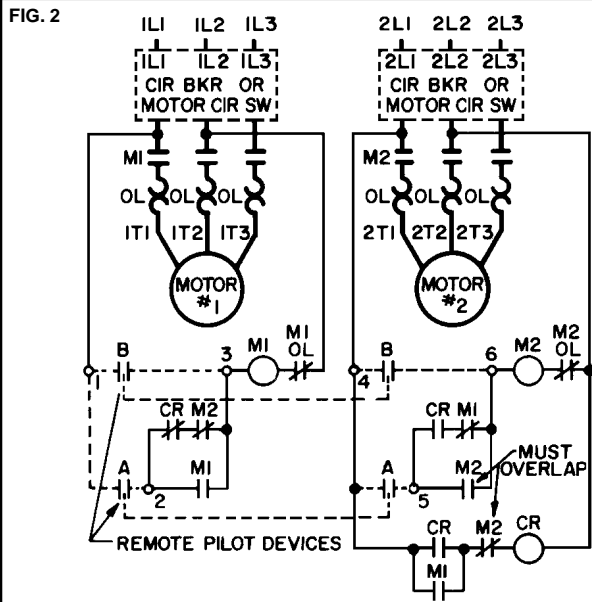 FIG. 2
1L1 1L2 1L3
1L1 1L2 1L3
CIR BKR OR
MOTOR CIR SW
M1
OL OL OL
1T1 1T2 1T3
MOTOR
#1
2L1 2L2 2L3
2L1 2L2 2L3
CIR BKR OR
MOTOR CIR SW
M2
OL OL OL
2T1 2T2 2T3
MOTOR
#2
1 B 3 M1 M1
OL
CR M2
A 2 M1
4 B 6 M2 M2
OL
CR M1
A 5 M2
MUST
OVERLAP
CR M2 CR
M1
REMOTE PILOT DEVICES